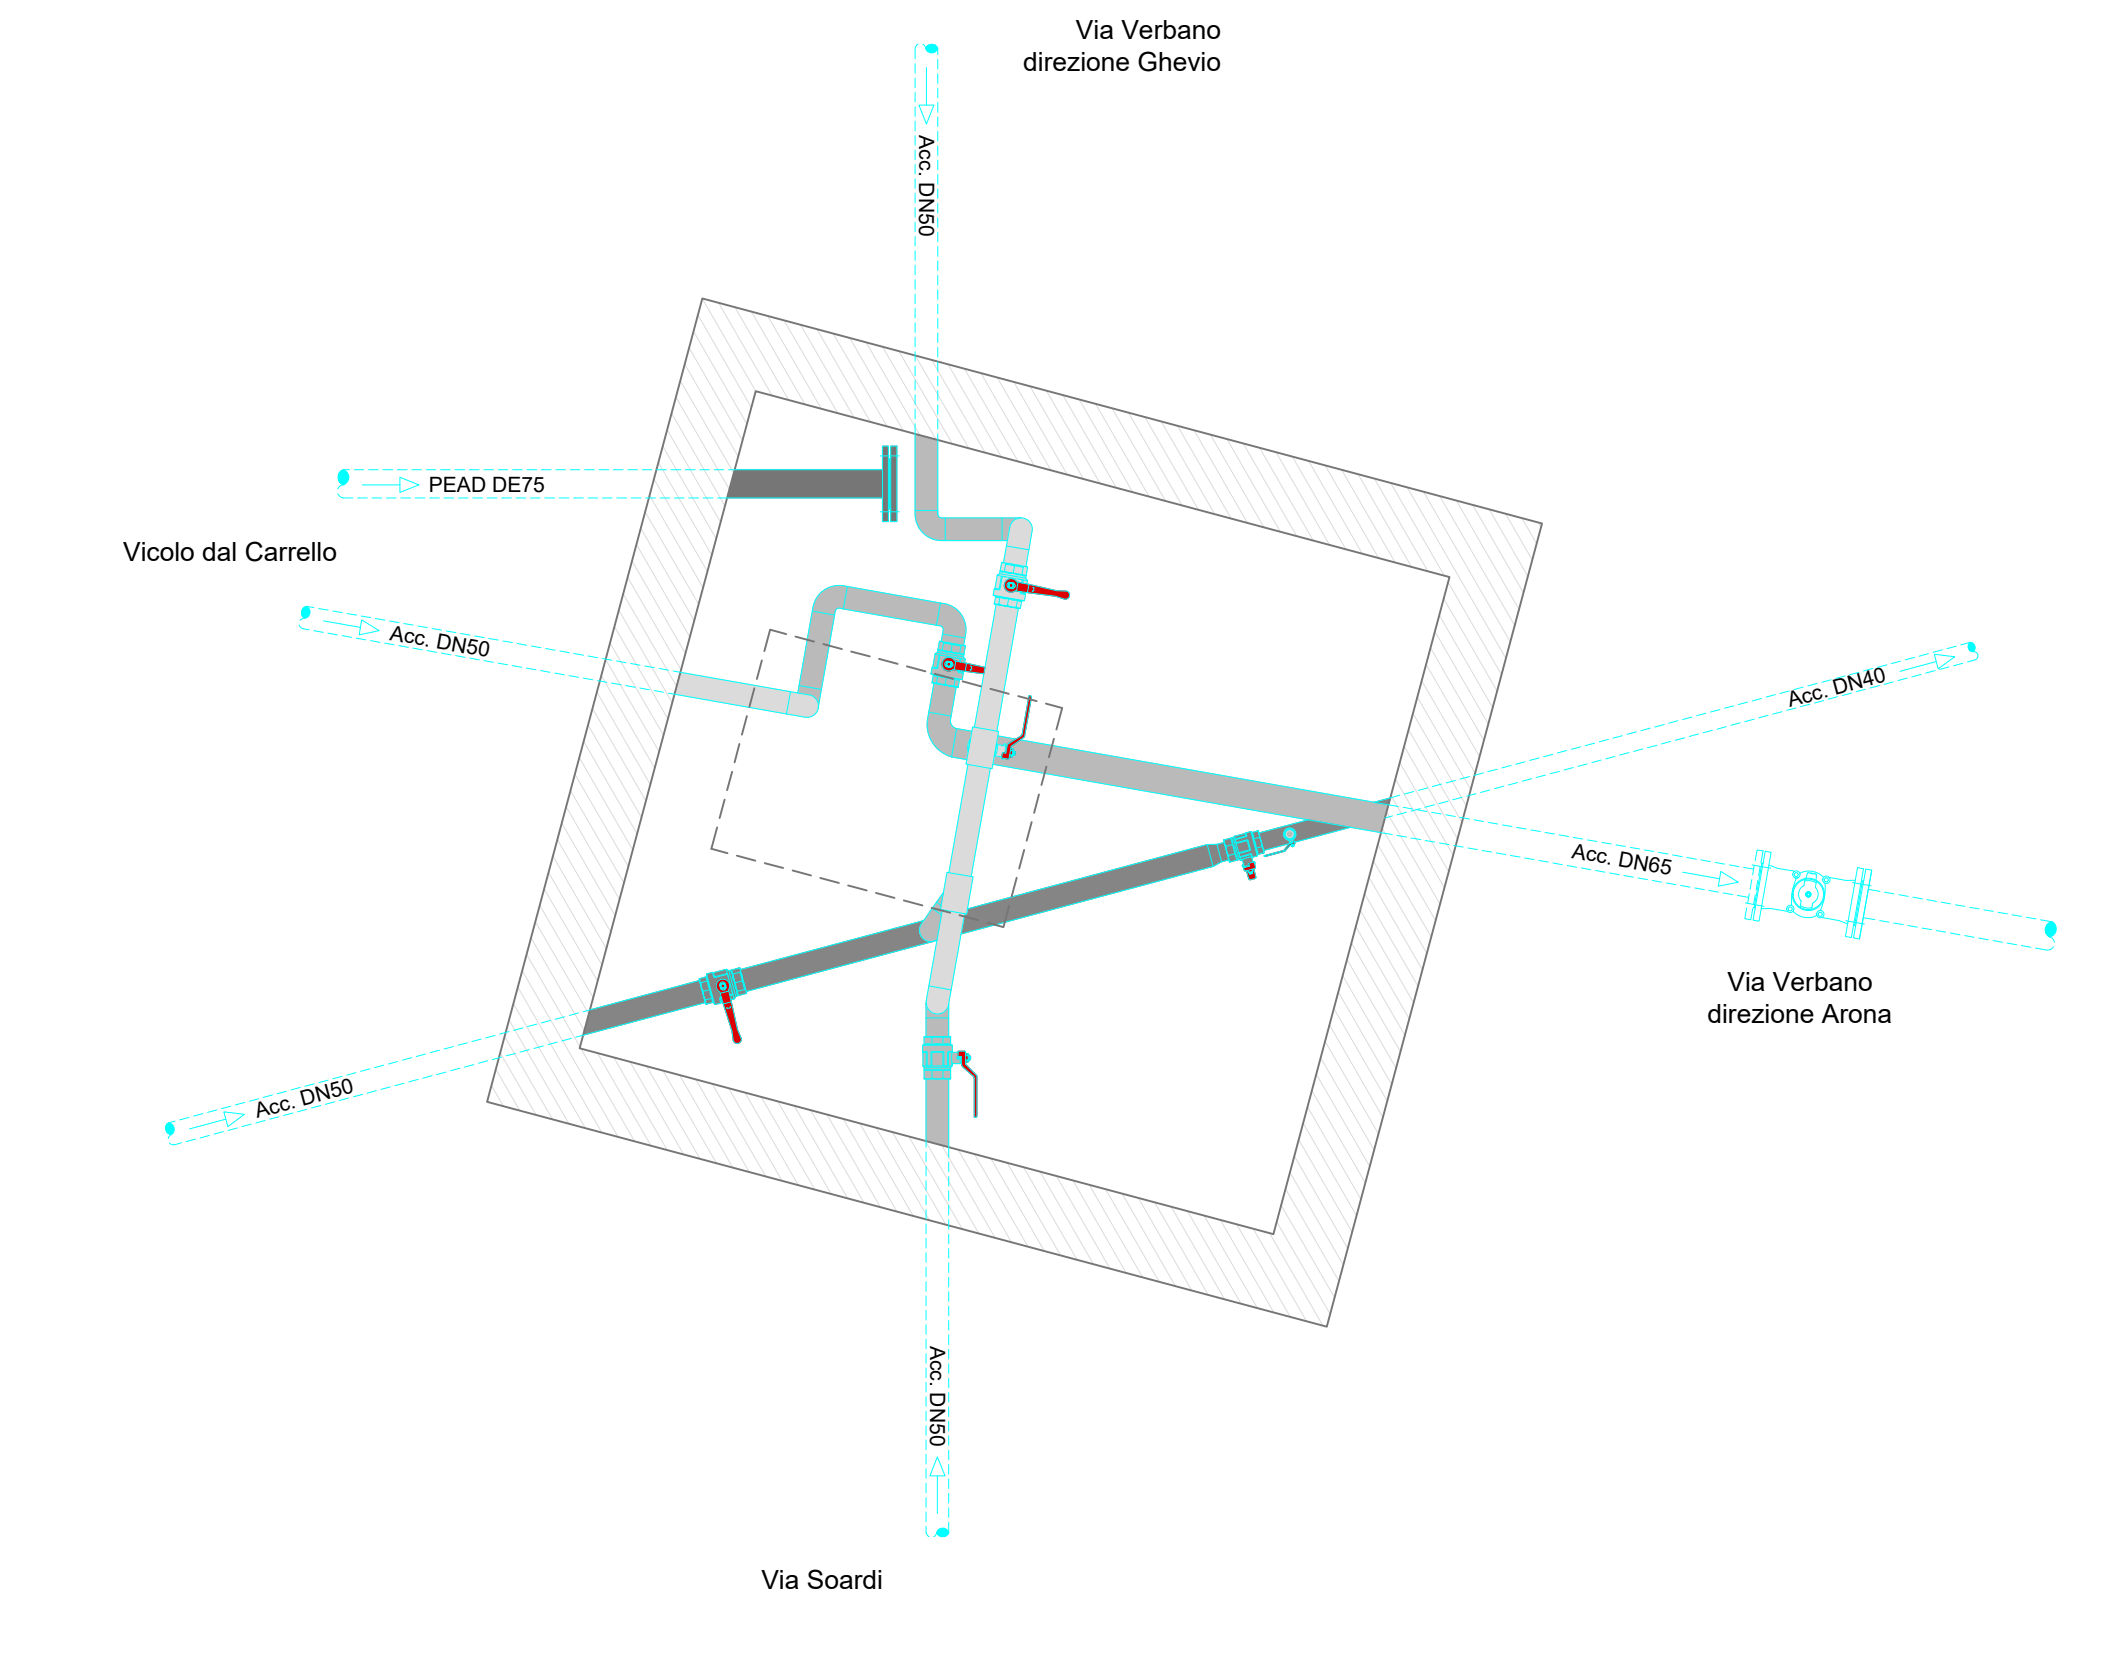 Via Verbano
direzione Ghevio
Acc. DN50
PEAD DE75
Vicolo dal Carrello
Acc. DN50
Acc. DN40
Acc. DN65
Via Verbano
direzione Arona
Acc. DN50
Acc. DN50
Via Soardi